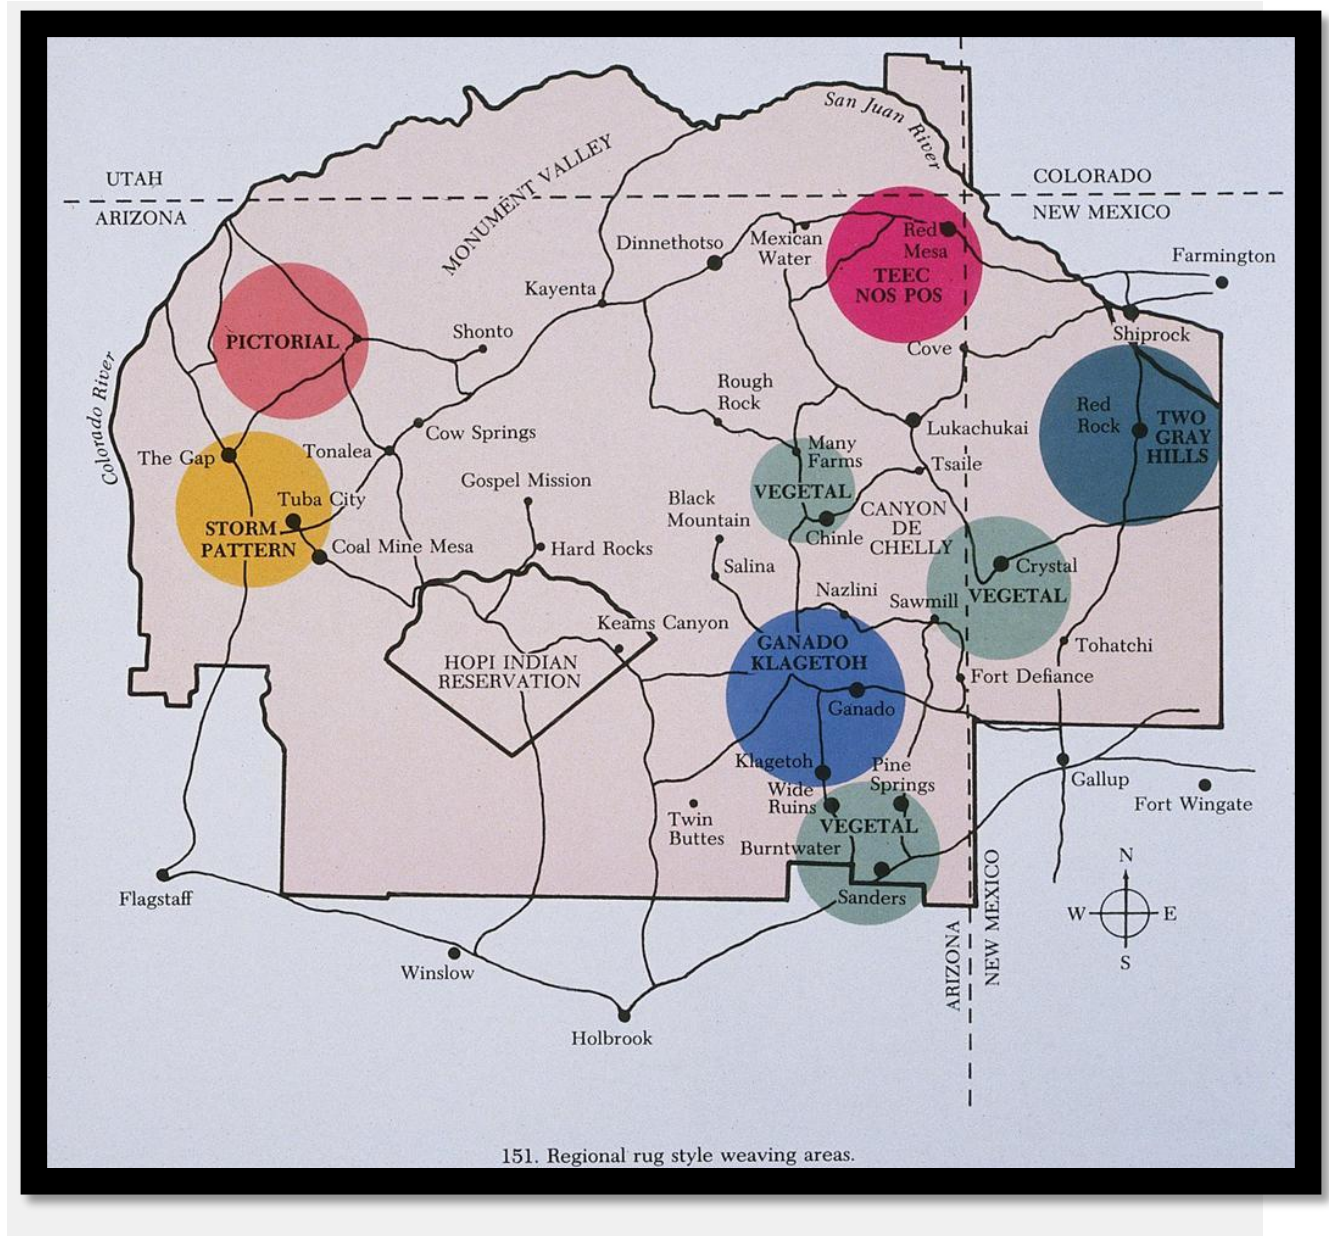 San Juan River
UTAH
COLORADO
MONUMENT VALLEY
ARIZONA
NEW MEXICO
Red
Mesa
Dinnethotso
Mexican
Water
TEEC
NOS POS
Farmington
Kayenta
PICTORIAL
Shonto
Shiprock
Cove
Colorado River
Rough
Rock
Red
Rock
TWO
GRAY
HILLS
Cow Springs
Lukachukai
The Gap
Tonalea
Many
Farms
Tsaile
Gospel Mission
VEGETAL
Tuba City
Black
Mountain
CANYON
DE
CHELLY
STORM
PATTERN
Chinle
Coal Mine Mesa
Hard Rocks
Salina
Crystal
VEGETAL
Nazlini
Sawmill
Keams Canyon
GANADO
KLAGETOH
Tohatchi
HOPI INDIAN
RESERVATION
Fort Defiance
Ganado
Klagetoh
Pine
Springs
Gallup
Wide
Ruins
Fort Wingate
Twin
Buttes
VEGETAL
Burntwater
Sanders
Flagstaff
N
W
E
S
ARIZONA
NEW MEXICO
Winslow
Holbrook
151. Regional rug style weaving areas.